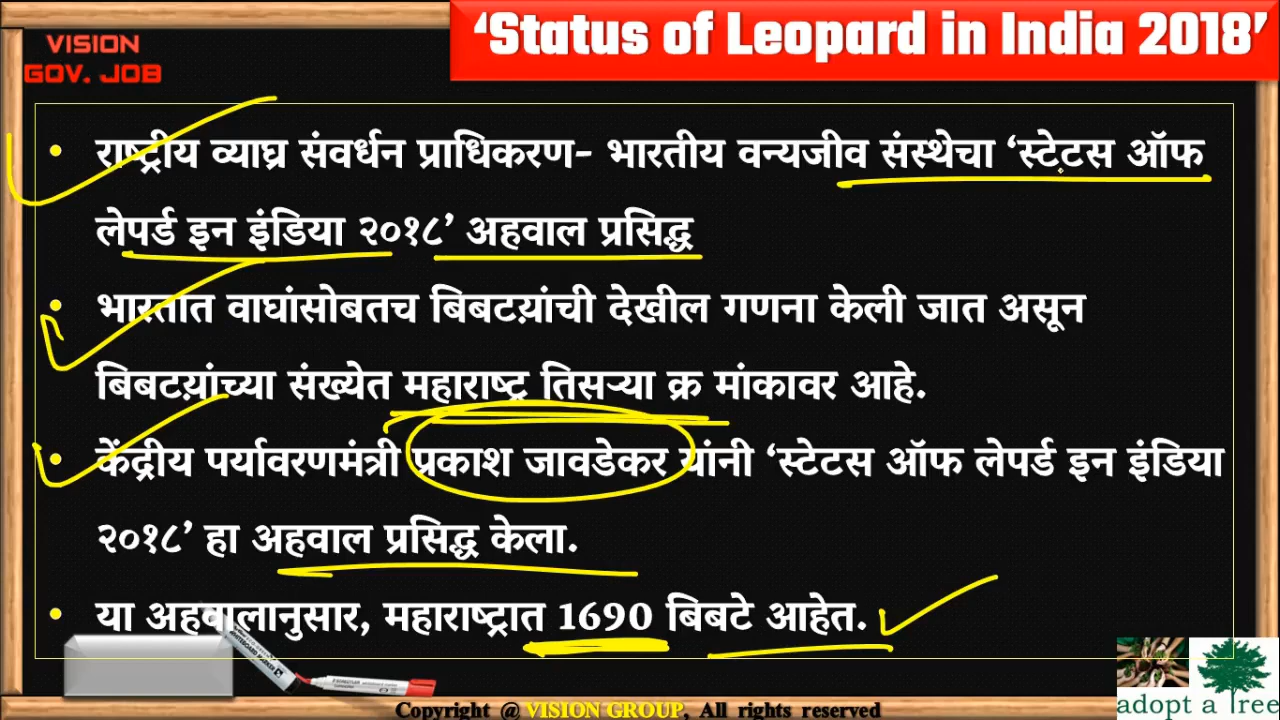 VISION
GOV. JOB
‘Status of Leopard in India 2018’
• राष्ट्रीय व्याघ्र संवर्धन प्राधिकरण- भारतीय वन्यजीव संस्थेचा ‘स्टेटस ऑफ
लेपर्ड इन इंडिया २०१८’ अहवाल प्रसिद्ध
• भारतात वाघांसोबतच बिबटय़ांची देखील गणना केली जात असून
बिबटय़ांच्या संख्येत महाराष्ट्र तिसऱ्या क्र मांकावर आहे.
• केंद्रीय पर्यावरणमंत्री प्रकाश जावडेकर यांनी ‘स्टेटस ऑफ लेपर्ड इन इंडिया
२०१८’ हा अहवाल प्रसिद्ध केला.
• या अहवालानुसार, महाराष्ट्रात 1690 बिबटे आहेत.
adopt a Tree
Copyright @ VISION GROUP, All rights reserved